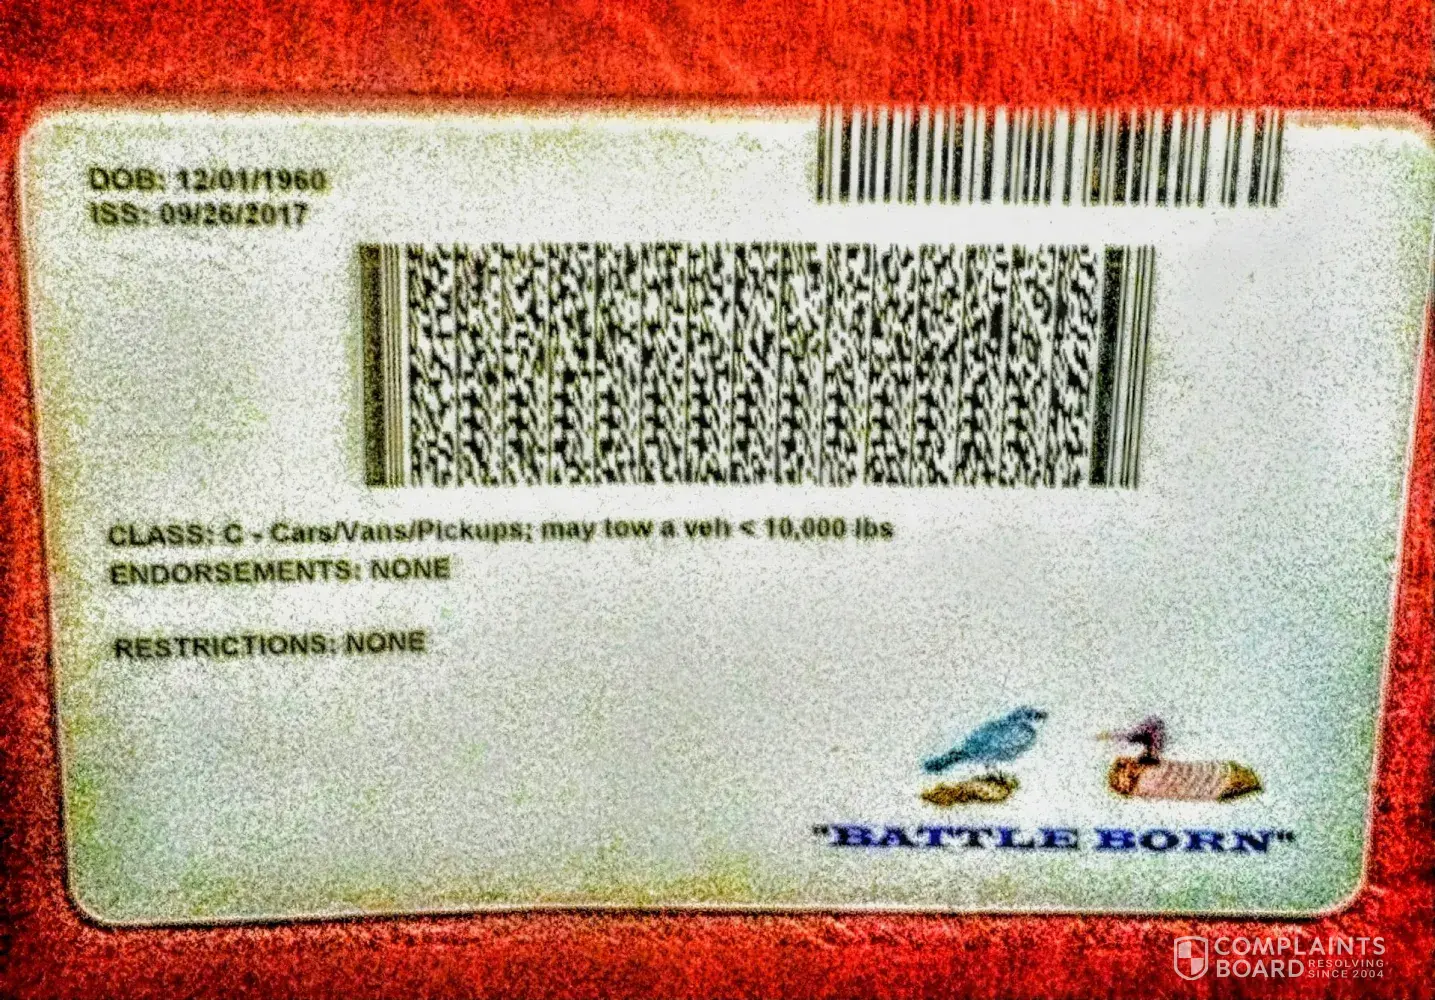 DOB: 12/01/1960
ISS: 09/26/2017
CLASS: C - Cars/Vans/Pickups; may tow a veh < 10,000 lbs
ENDORSEMENTS: NONE
RESTRICTIONS: NONE
"BATTLE BORN"
COMPLAINTS
BOARD RESOLVING
SINCE 2004